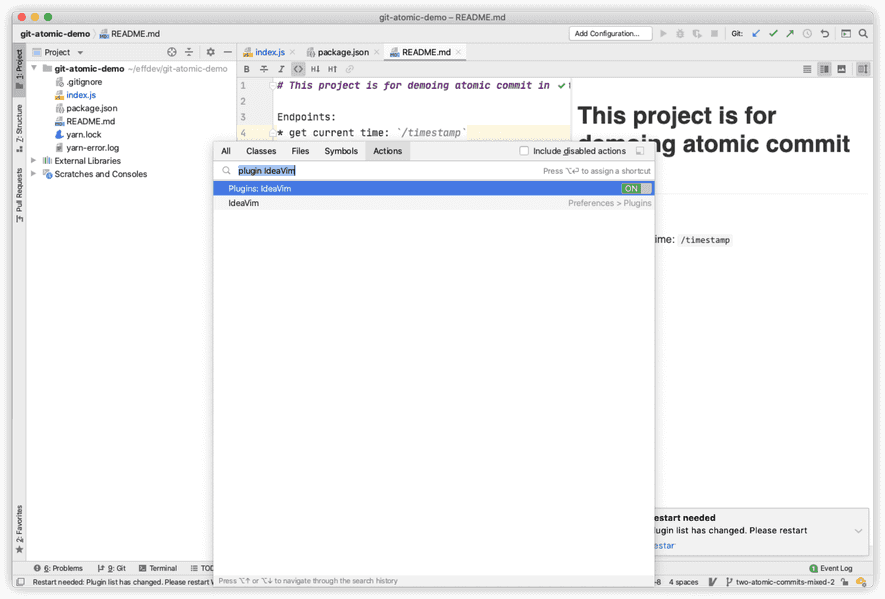 git-atomic-demo – README.md
git-atomic-demo README.md
Add Configuration...
Git:
Project
index.js
package.json
README.md
1: Project
Z: Structure
Pull Requests
2: Favorites
git-atomic-demo ~/effdev/git-atomic-demo
.gitignore
index.js
package.json
README.md
yarn.lock
yarn-error.log
External Libraries
Scratches and Consoles
B I H↓ H↑
1 # This project is for demoing atomic commit in
2
3 Endpoints:
4 * get current time: `/timestamp`
This project is for
demoing atomic commit
ime: /timestamp
All Classes Files Symbols Actions
Include disabled actions
plugin IdeaVim
Press ⌥⏎ to assign a shortcut
Plugins: IdeaVim ON
IdeaVim Preferences > Plugins
Press ⌥↑ or ⌥↓ to navigate through the search history
estart needed
lugin list has changed. Please restart
estar
6: Problems 9: Git Terminal TOD
Event Log
Restart needed: Plugin list has changed. Please restart
-8 4 spaces two-atomic-commits-mixed-2